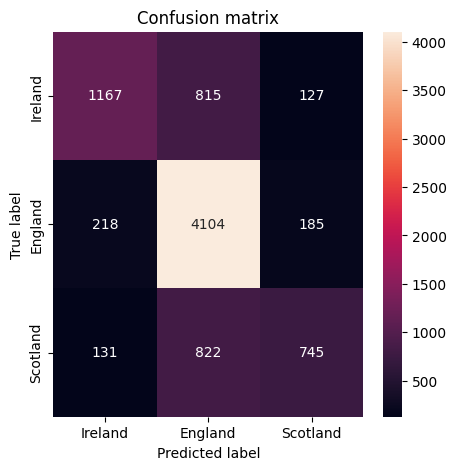 Confusion matrix
Ireland
England
Scotland
True label
1167 815 127
218 4104 185
131 822 745
Ireland England Scotland
Predicted label
4000
3500
3000
2500
2000
1500
1000
500